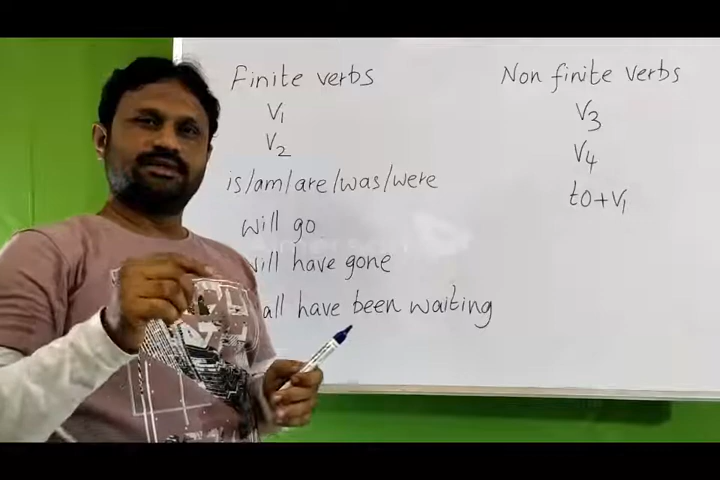 Finite verbs
V1
V2
is/am/are/was/were
will go
will have gone
all have been waiting
Non finite verbs
V3
V4
to+V1